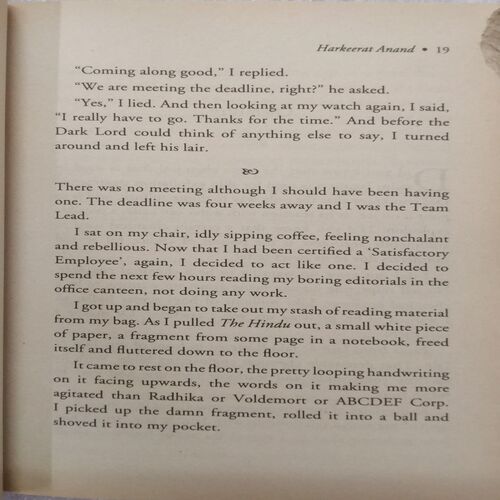 Harkeerat Anand • 19
"Coming along good," I replied.
"We are meeting the deadline, right?" he asked.
"Yes," I lied. And then looking at my watch again, I said,
"I really have to go. Thanks for the time." And before the
Dark Lord could think of anything else to say, I turned
around and left his lair.
There was no meeting although I should have been having
one. The deadline was four weeks away and I was the Team
Lead.
I sat on my chair, idly sipping coffee, feeling nonchalant
and rebellious. Now that I had been certified a 'Satisfactory
Employee', again, I decided to act like one. I decided to
spend the next few hours reading my boring editorials in the
office canteen, not doing any work.
I got up and began to take out my stash of reading material
from my bag. As I pulled The Hindu out, a small white piece
of paper, a fragment from some page in a notebook, freed
itself and fluttered down to the floor.
It came to rest on the floor, the pretty looping handwriting
on it facing upwards, the words on it making me more
agitated than Radhika or Voldemort or ABCDEF Corp.
I picked up the damn fragment, rolled it into a ball and
shoved it into my pocket.